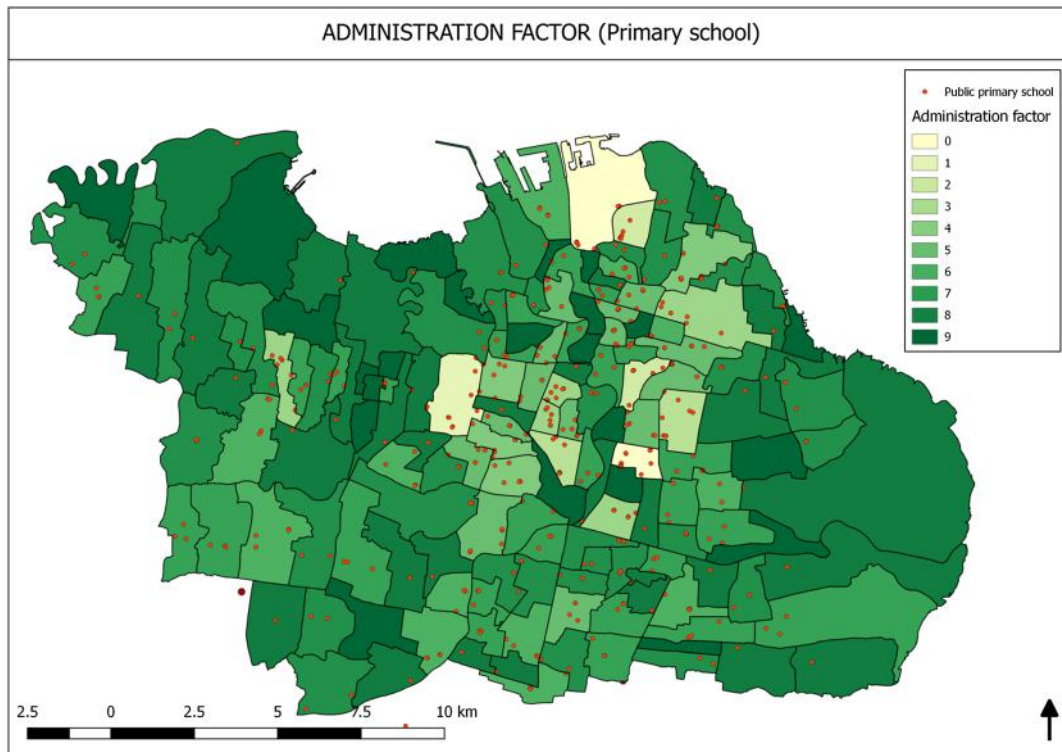 ADMINISTRATION FACTOR (Primary school)
Public primary school
Administration factor
0
1
2
3
4
5
6
7
8
9
2.5 0 2.5 5 7.5 10 km